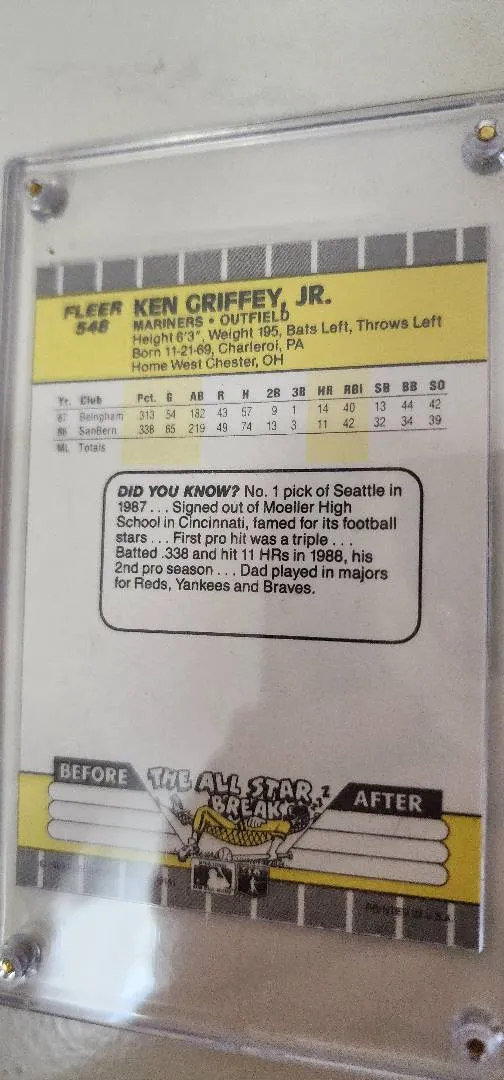 FLEER
548
KEN GRIFFEY, JR.
MARINERS • OUTFIELD
Height 6'3", Weight 195, Bats Left, Throws Left
Born 11-21-69, Charleroi, PA
Home West Chester, OH
Yr. Club Pct. G AB R H 2B 3B HR RBI SB BB SO
87 Belngham 313 54 182 43 57 9 1 14 40 13 44 42
88 SanBern 338 65 219 49 74 13 3 11 42 32 34 39
ML Totals
DID YOU KNOW? No. 1 pick of Seattle in
1987... Signed out of Moeller High
School in Cincinnati, famed for its football
stars... First pro hit was a triple...
Batted .338 and hit 11 HRs in 1988, his
2nd pro season... Dad played in majors
for Reds, Yankees and Braves.
BEFORE THE ALL STAR AFTER
BREAK
PRINTED IN U.S.A.